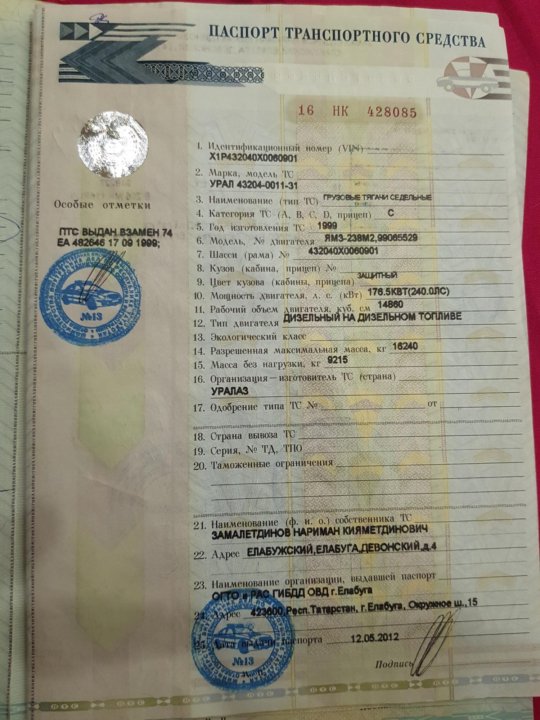 ПАСПОРТ ТРАНСПОРТНОГО СРЕДСТВА
16 НК 428085
1. Идентификационный номер (VIN)
X1P432040X0060901
2. Марка, модель ТС
УРАЛ 43204-0011-31
3. Наименование (тип ТС) ГРУЗОВЫЕ ТЯГАЧИ СЕДЕЛЬНЫЕ
4. Категория ТС (А, В, С, D, прицеп) С
5. Год изготовления ТС 1999
6. Модель, № двигателя ЯМЗ-238М2,99065529
7. Шасси (рама) № 432040X0060901
8. Кузов (кабина, прицеп) №
9. Цвет кузова (кабины, прицепа) ЗАЩИТНЫЙ
10. Мощность двигателя, л. с. (кВт) 176.5КВТ(240.0ЛС)
11. Рабочий объем двигателя, куб. см 14860
12. Тип двигателя ДИЗЕЛЬНЫЙ НА ДИЗЕЛЬНОМ ТОПЛИВЕ
13. Экологический класс
14. Разрешенная максимальная масса, кг 16240
15. Масса без нагрузки, кг 9215
16. Организация—изготовитель ТС (страна)
УРАЛАЗ
17. Одобрение типа ТС № от
18. Страна вывоза ТС
19. Серия, № ТД, ТПО
20. Таможенные ограничения
21. Наименование (ф. и. о.) собственника ТС
ЗАМАЛЕТДИНОВ НАРИМАН КИЯМЕТДИНОВИЧ
22. Адрес ЕЛАБУЖСКИЙ,ЕЛАБУГА,ДЕВОНСКИЙ,д.4
23. Наименование организации, выдавшей паспорт
ОГТО и РАО ГИБДД ОВД г.Елабуга
24. Адрес 423600,Респ.Татарстан, г.Елабуга, Окружное ш.,15
25. Дата выдачи паспорта 12.05.2012
Подпись
Особые отметки
ПТС ВЫДАН ВЗАМЕН 74
ЕА 482646 17 09 1999;
№13
№13